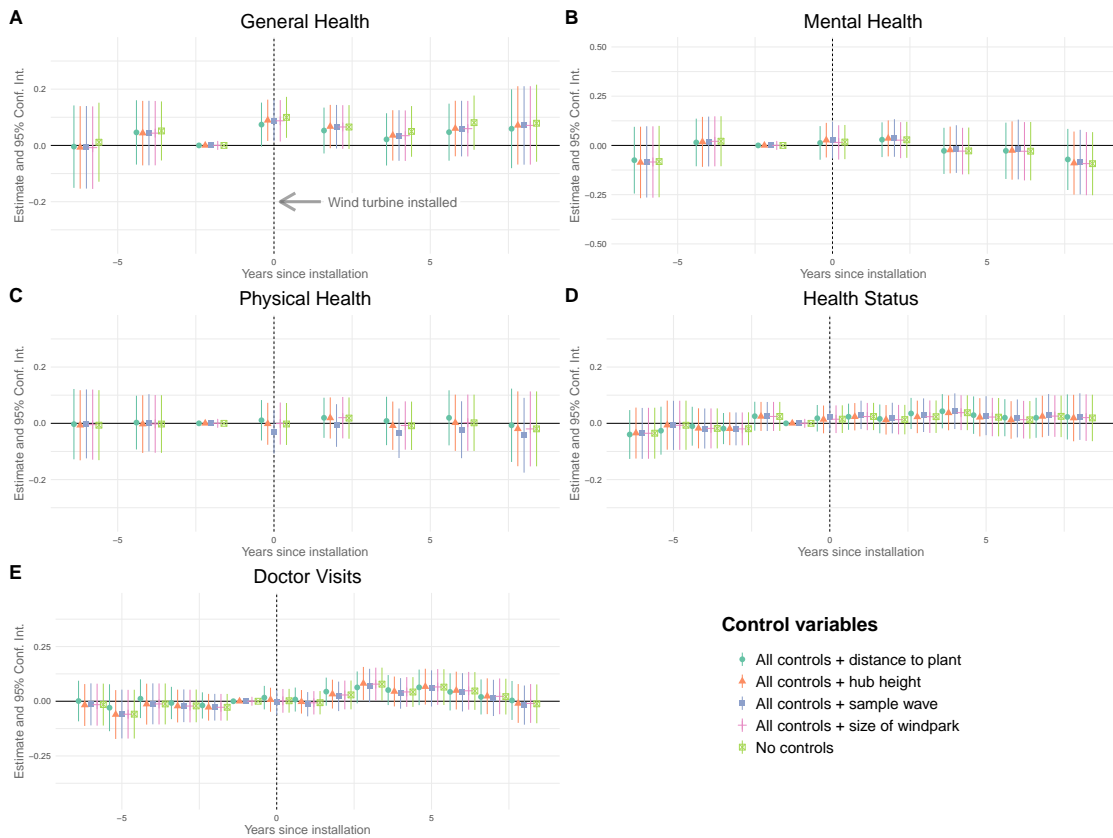 A
General Health
Estimate and 95% Conf. Int.
0.2
0.0
−0.2
Wind turbine installed
−5
0
5
Years since installation
B
Mental Health
Estimate and 95% Conf. Int.
0.50
0.25
0.00
−0.25
−0.50
−5
0
5
Years since installation
C
Physical Health
Estimate and 95% Conf. Int.
0.2
0.0
−0.2
−5
0
5
Years since installation
D
Health Status
Estimate and 95% Conf. Int.
0.2
0.0
−0.2
−5
0
5
Years since installation
E
Doctor Visits
Estimate and 95% Conf. Int.
0.25
0.00
−0.25
−5
0
5
Years since installation
Control variables
All controls + distance to plant
All controls + hub height
All controls + sample wave
All controls + size of windpark
No controls